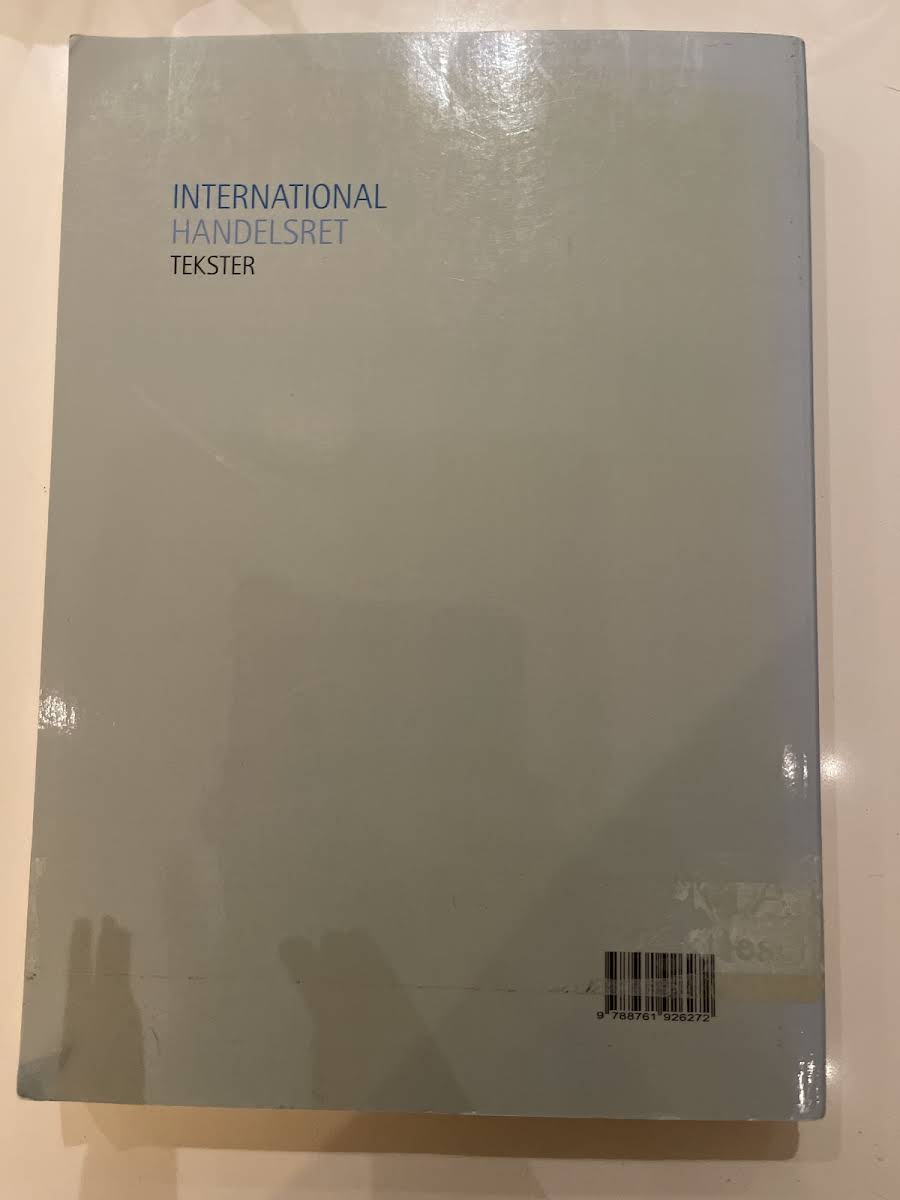 INTERNATIONAL
HANDELSRET
TEKSTER
9 788761 926272